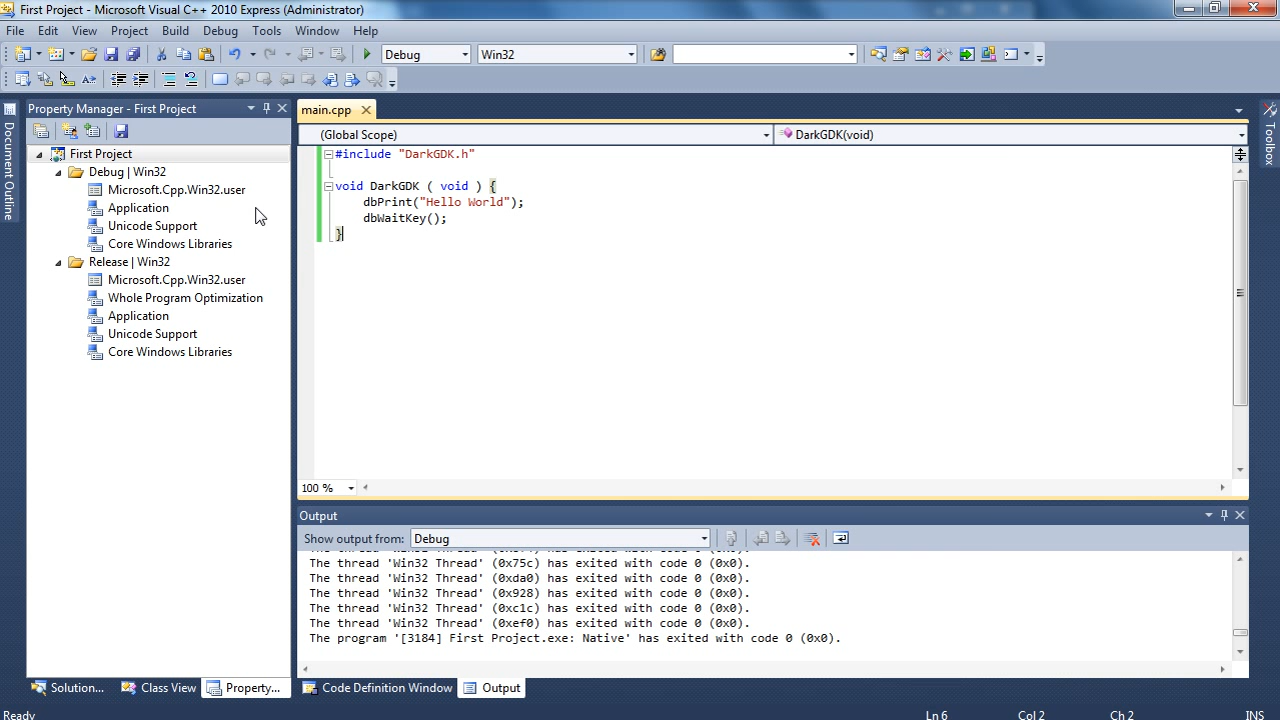 First Project - Microsoft Visual C++ 2010 Express (Administrator)
File Edit View Project Build Debug Tools Window Help
Debug Win32
Document Outline
Property Manager - First Project
First Project
Debug | Win32
Microsoft.Cpp.Win32.user
Application
Unicode Support
Core Windows Libraries
Release | Win32
Microsoft.Cpp.Win32.user
Whole Program Optimization
Application
Unicode Support
Core Windows Libraries
Solution... Class View Property...
main.cpp
(Global Scope) DarkGDK(void)
#include "DarkGDK.h"
void DarkGDK ( void ) {
dbPrint("Hello World");
dbWaitKey();
}
100 %
Toolbox
Output
Show output from: Debug
The thread 'Win32 Thread' (0x75c) has exited with code 0 (0x0).
The thread 'Win32 Thread' (0xda0) has exited with code 0 (0x0).
The thread 'Win32 Thread' (0x928) has exited with code 0 (0x0).
The thread 'Win32 Thread' (0xc1c) has exited with code 0 (0x0).
The thread 'Win32 Thread' (0xef0) has exited with code 0 (0x0).
The program '[3184] First Project.exe: Native' has exited with code 0 (0x0).
Code Definition Window Output
Ready Ln 6 Col 2 Ch 2 INS